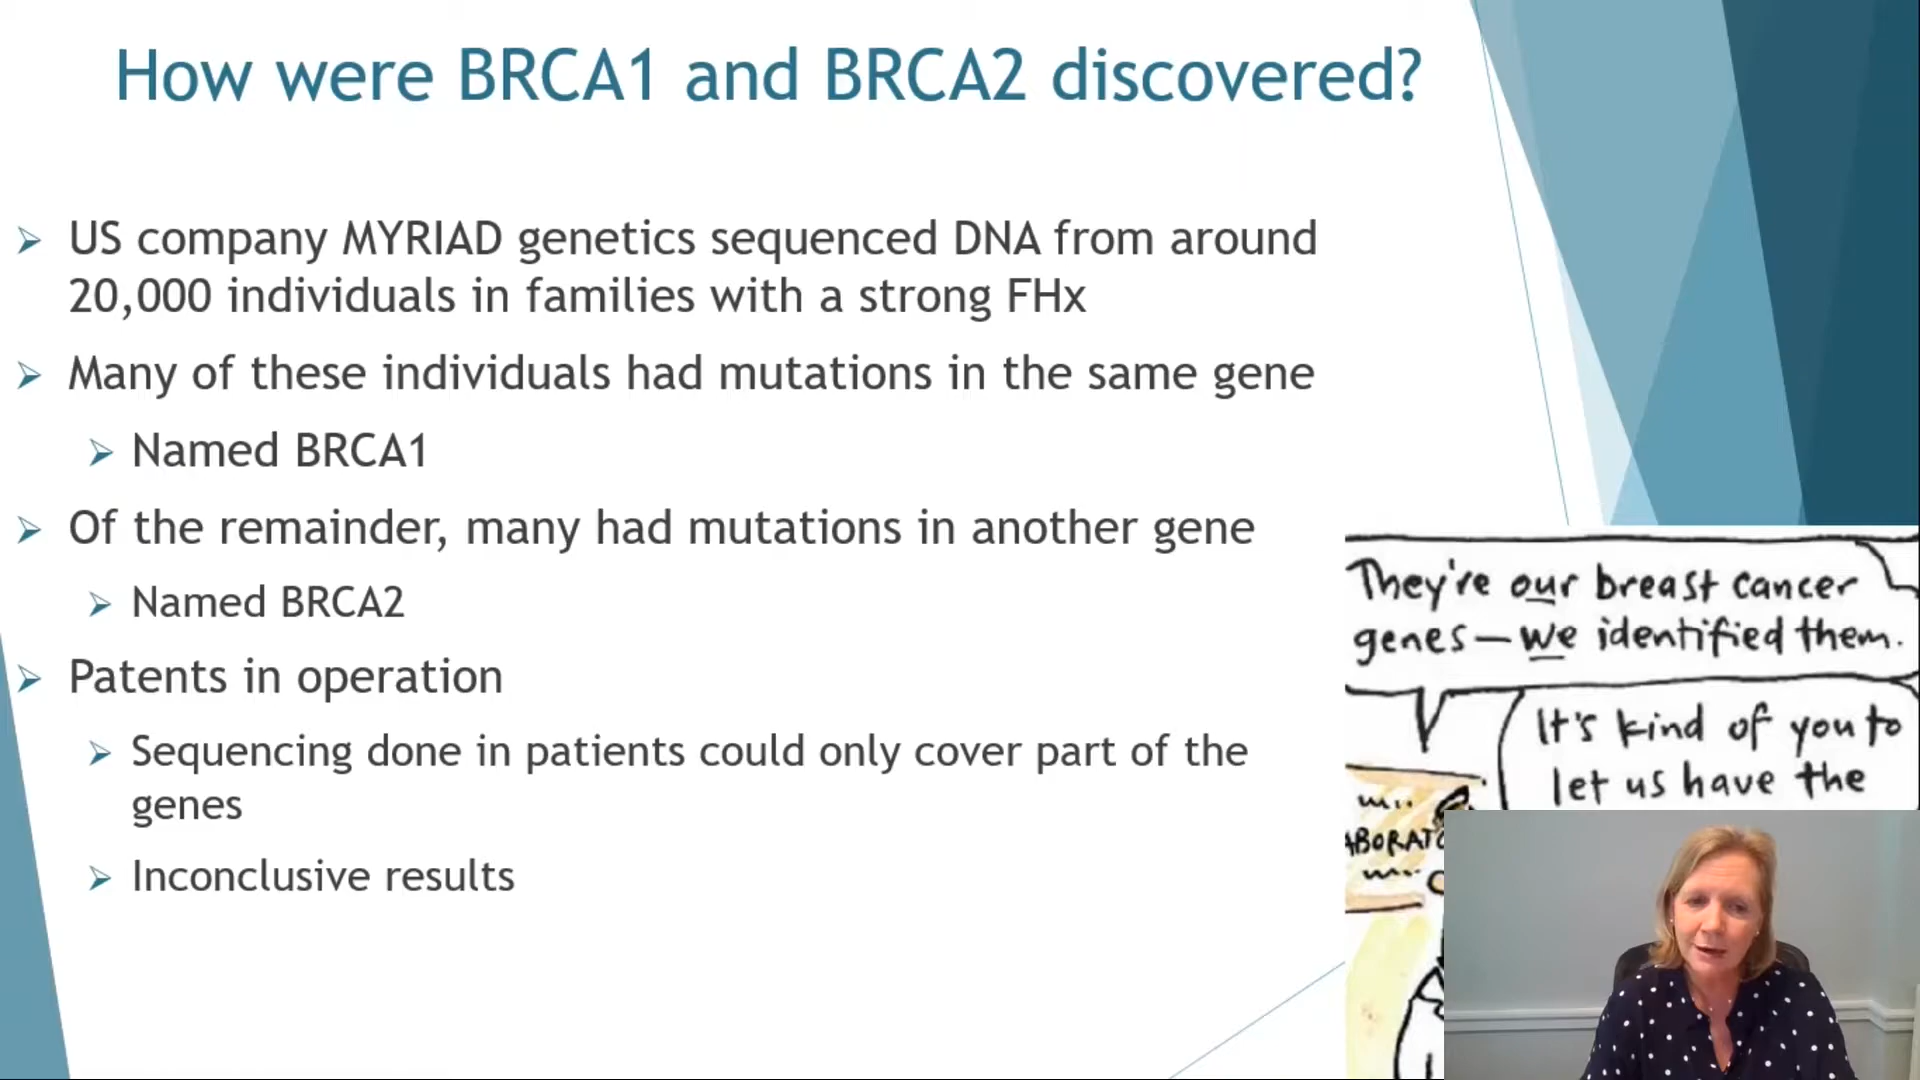 How were BRCA1 and BRCA2 discovered?
US company MYRIAD genetics sequenced DNA from around
20,000 individuals in families with a strong FHx
Many of these individuals had mutations in the same gene
Named BRCA1
Of the remainder, many had mutations in another gene
Named BRCA2
Patents in operation
Sequencing done in patients could only cover part of the
genes
Inconclusive results
They're our breast cancer
genes—we identified them.
It's kind of you to
let us have the
ABORAT